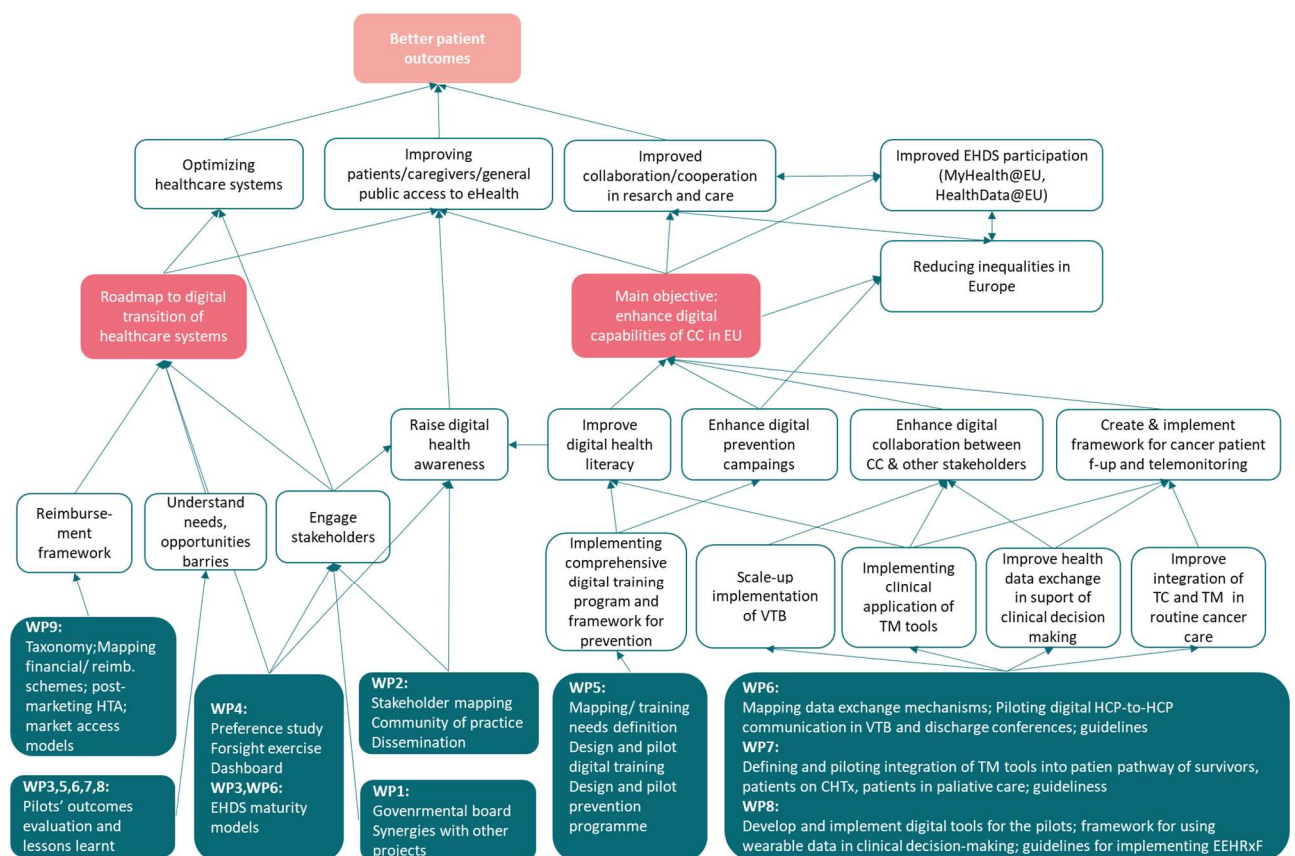 Better patient
outcomes
Optimizing
healthcare systems
Improving
patients/caregivers/general
public access to eHealth
Improved
collaboration/cooperation
in resarch and care
Improved EHDS participation
(MyHealth@EU,
HealthData@EU)
Reducing inequalities in
Europe
Roadmap to digital
transition of
healthcare systems
Main objective:
enhance digital
capabilities of CC in EU
Raise digital
health
awareness
Improve
digital health
literacy
Enhance digital
prevention
campaings
Enhance digital
collaboration between
CC & other stakeholders
Create & implement
framework for cancer patient
f-up and telemonitoring
Reimburse-
ment
framework
Understand
needs,
opportunities
barries
Engage
stakeholders
Implementing
comprehensive
digital training
program and
framework for
prevention
Scale-up
implementation
of VTB
Implementing
clinical
application of
TM tools
Improve health
data exchange
in suport of
clinical decision
making
Improve
integration of
TC and TM in
routine cancer
care
WP9:
Taxonomy;Mapping
financial/ reimb.
schemes; post-
marketing HTA;
market access
models
WP3,5,6,7,8:
Pilots' outcomes
evaluation and
lessons learnt
WP4:
Preference study
Forsight exercise
Dashboard
WP3,WP6:
EHDS maturity
models
WP2:
Stakeholder mapping
Community of practice
Dissemination
WP1:
Govenrmental board
Synergies with other
projects
WP5:
Mapping/ training
needs definition
Design and pilot
digital training
Design and pilot
prevention
programme
WP6:
Mapping data exchange mechanisms; Piloting digital HCP-to-HCP
communication in VTB and discharge conferences; guidelines
WP7:
Defining and piloting integration of TM tools into patien pathway of survivors,
patients on CHTx, patients in paliative care; guideliness
WP8:
Develop and implement digital tools for the pilots; framework for using
wearable data in clinical decision-making; guidelines for implementing EEHRxF